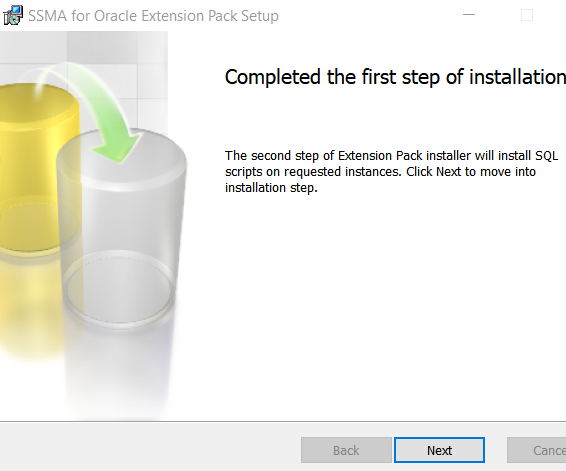 SSMA for Oracle Extension Pack Setup
Completed the first step of installation
The second step of Extension Pack installer will install SQL
scripts on requested instances. Click Next to move into
installation step.
Back
Next
Cance